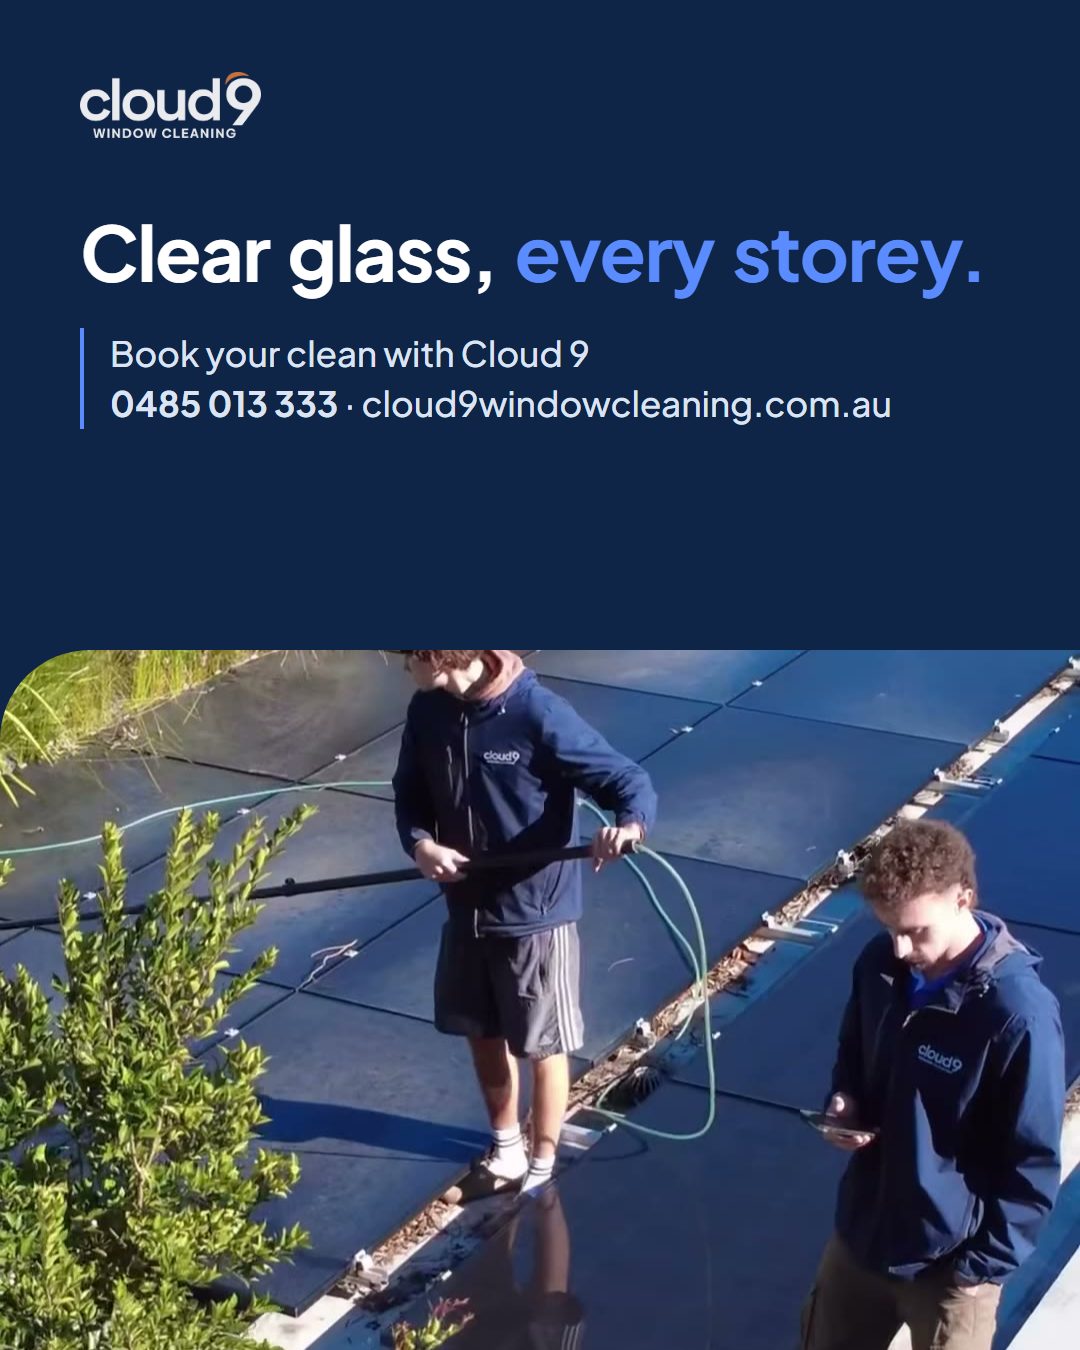 cloud9
WINDOW CLEANING
Clear glass, every storey.
Book your clean with Cloud 9
0485 013 333 · cloud9windowcleaning.com.au
cloud9
cloud9